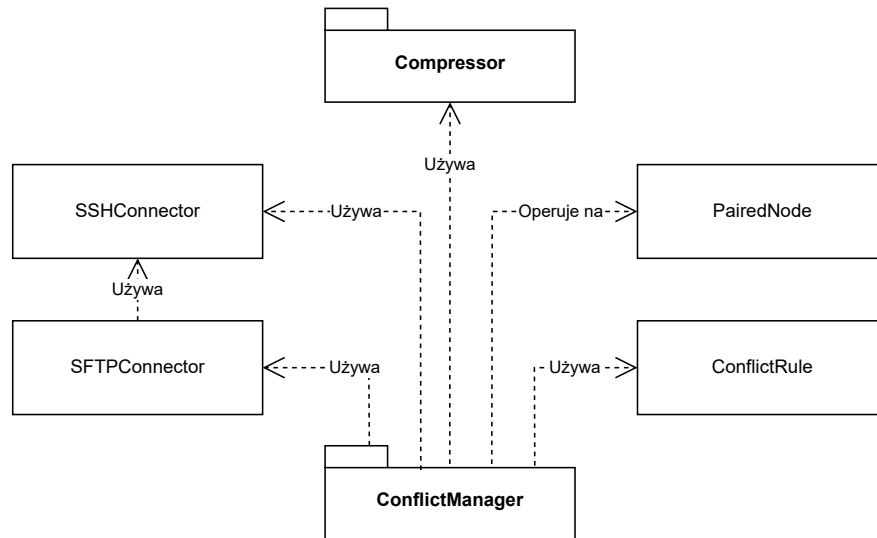 Compressor
Używa
SSHConnector
Używa
Operuje na
PairedNode
Używa
SFTPConnector
Używa
Używa
ConflictRule
ConflictManager